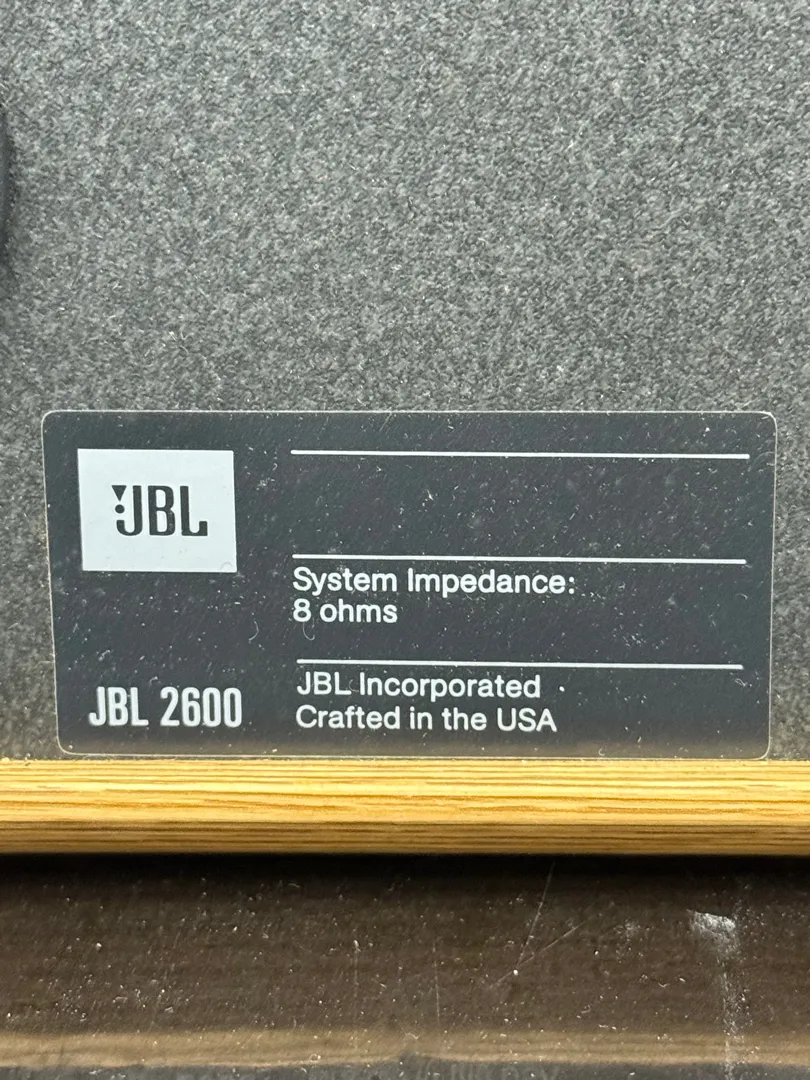 JBL
System Impedance:
8 ohms
JBL 2600
JBL Incorporated
Crafted in the USA